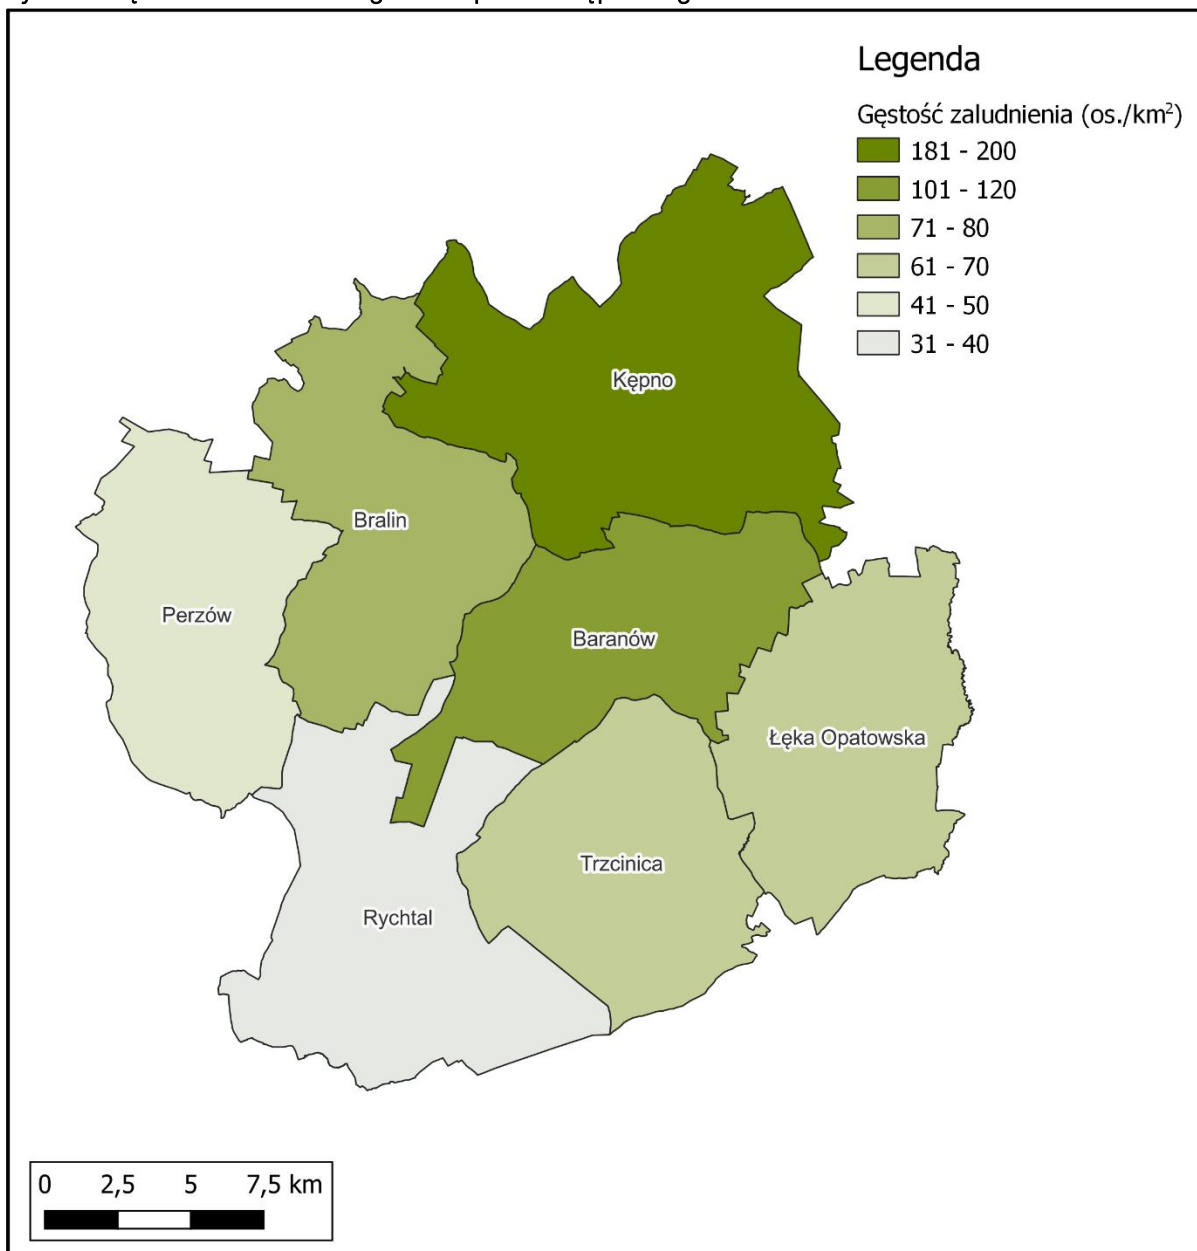 Legenda
Gęstość zaludnienia (os./km²)
181 - 200
101 - 120
71 - 80
61 - 70
41 - 50
31 - 40
Kępno
Bralin
Perzów
Baranów
Łęka Opatowska
Trzcinica
Rychtal
0 2,5 5 7,5 km